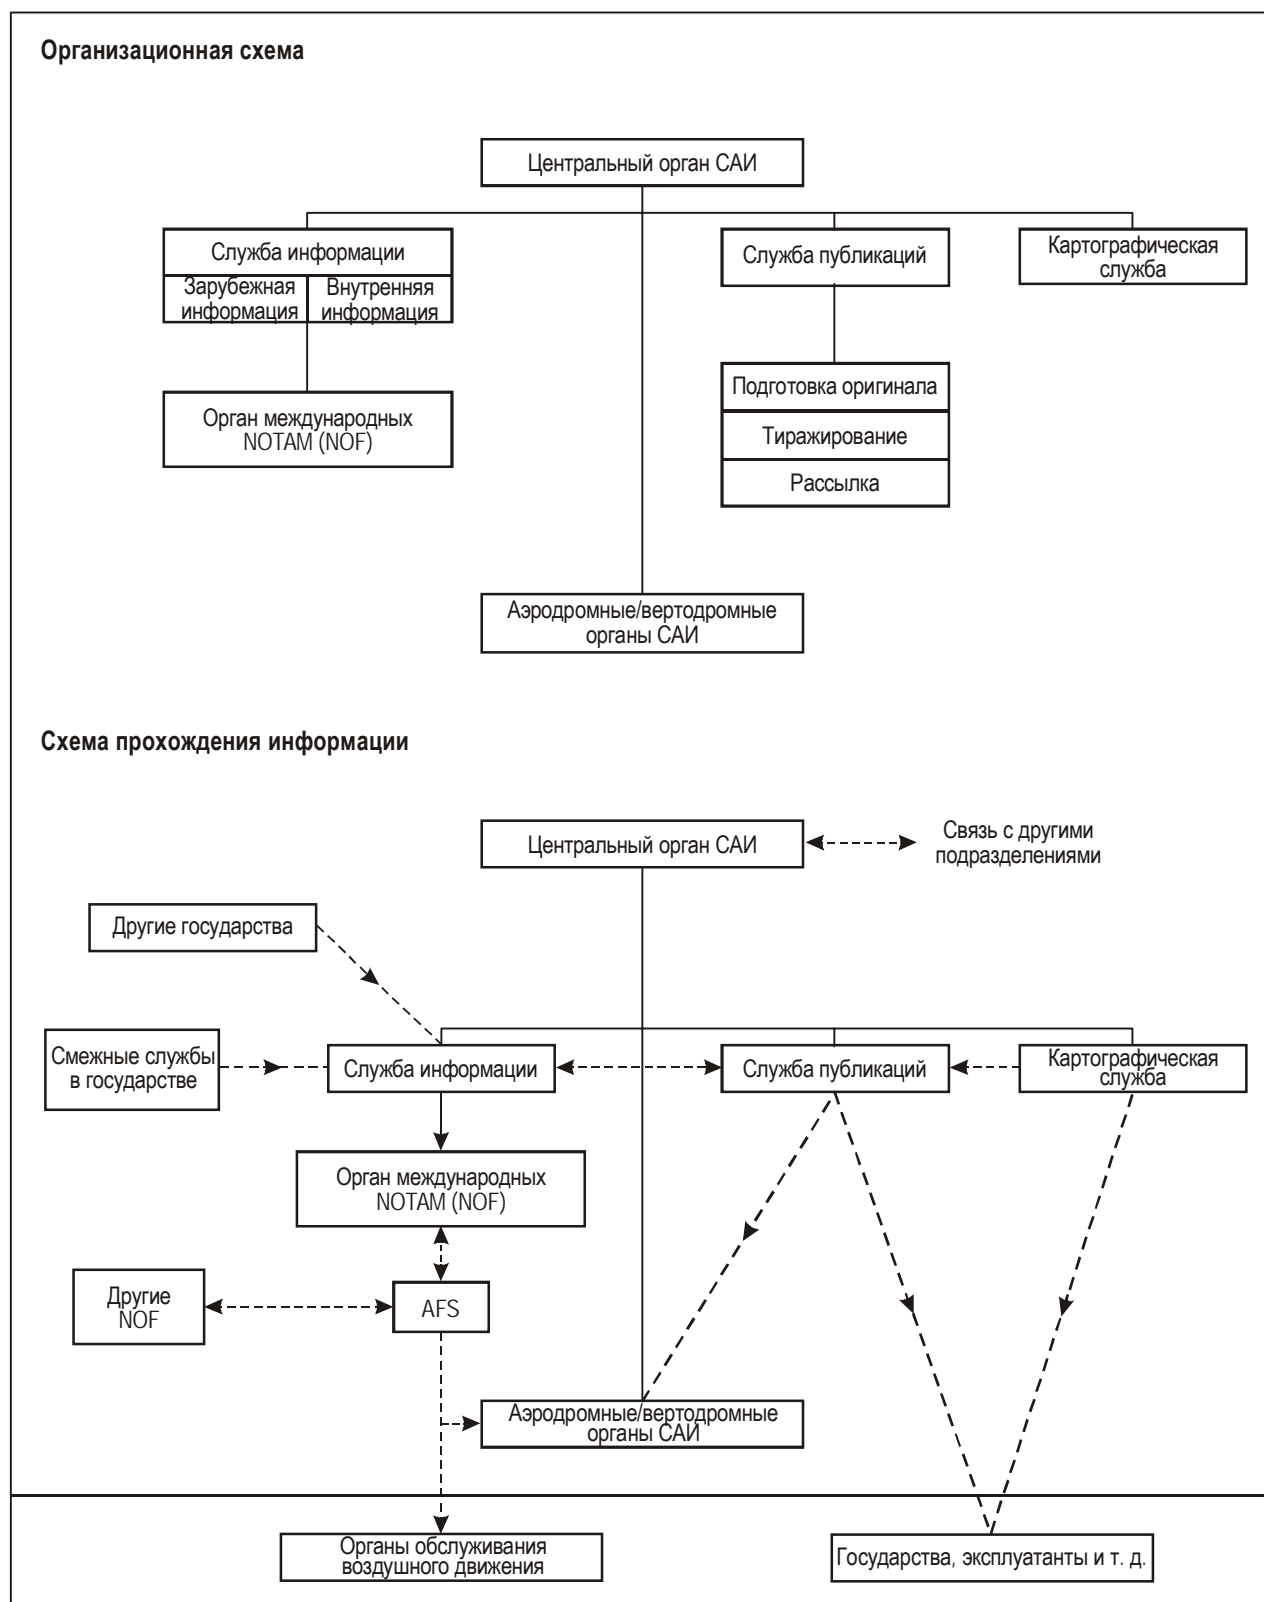 Организационная схема
Центральный орган САИ
Служба информации
Зарубежная
информация
Внутренняя
информация
Служба публикаций
Картографическая
служба
Орган международных
NOTAM (NOF)
Подготовка оригинала
Тиражирование
Рассылка
Аэродромные/вертодромные
органы САИ
Схема прохождения информации
Центральный орган САИ
Связь с другими
подразделениями
Другие государства
Смежные службы
в государстве
Служба информации
Служба публикаций
Картографическая
служба
Орган международных
NOTAM (NOF)
Другие
NOF
AFS
Аэродромные/вертодромные
органы САИ
Органы обслуживания
воздушного движения
Государства, эксплуатанты и т. д.